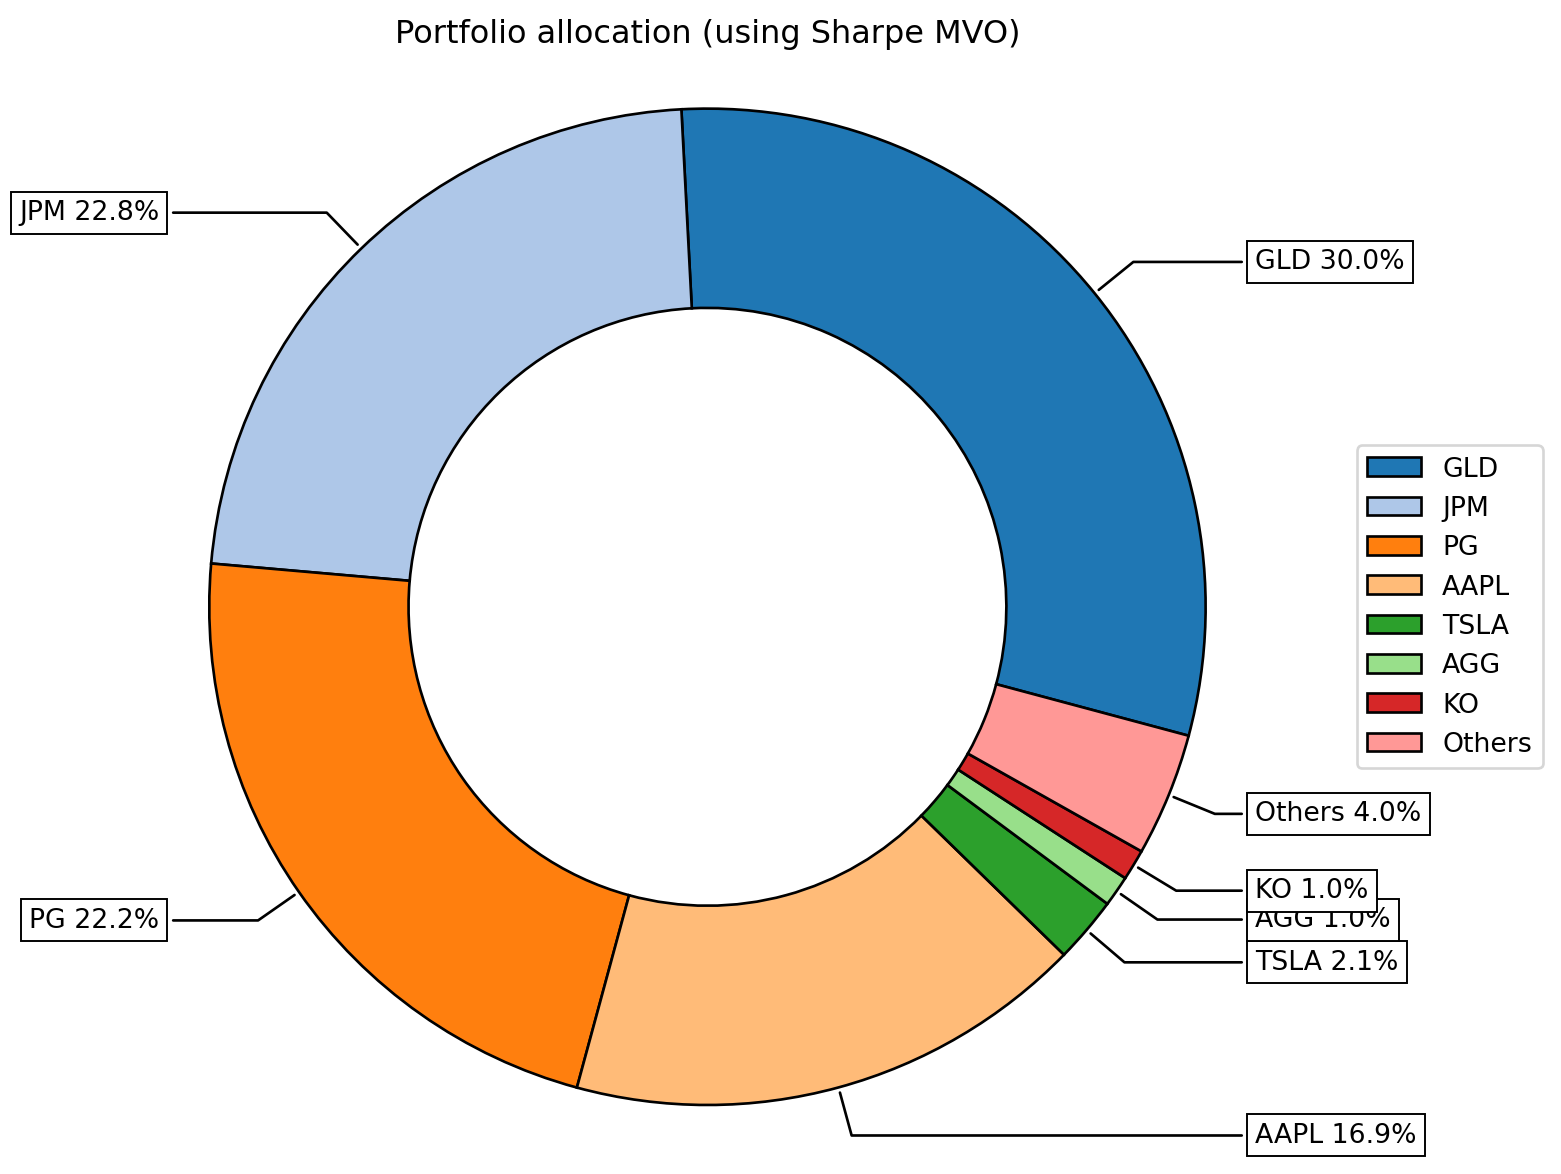 Portfolio allocation (using Sharpe MVO)
JPM 22.8%
GLD 30.0%
GLD
JPM
PG
AAPL
TSLA
AGG
KO
Others
Others 4.0%
KO 1.0%
AGG 1.0%
PG 22.2%
TSLA 2.1%
AAPL 16.9%